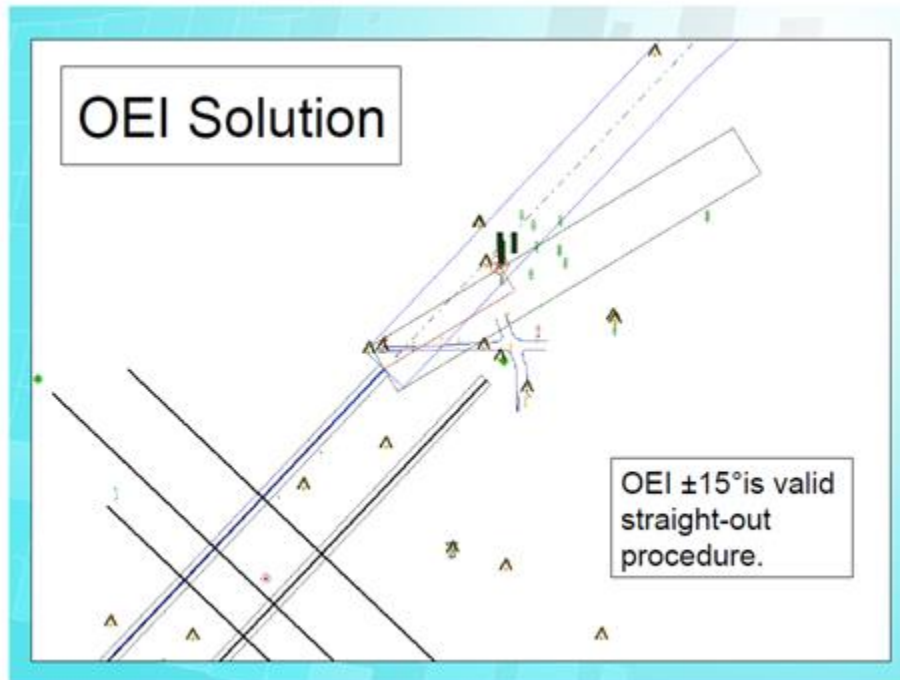 OEI Solution
OEI ±15°is valid
straight-out
procedure.